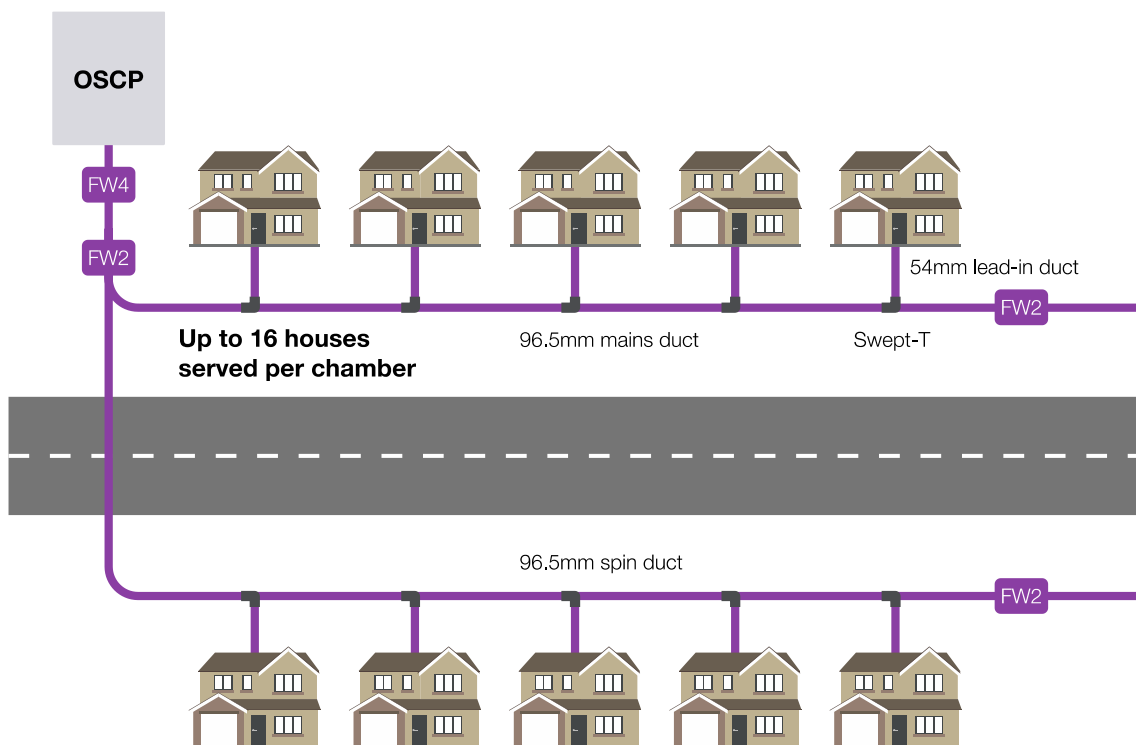 OSCP
FW4
FW2
54mm lead-in duct
FW2
Up to 16 houses
served per chamber
96.5mm mains duct
Swept-T
96.5mm spin duct
FW2